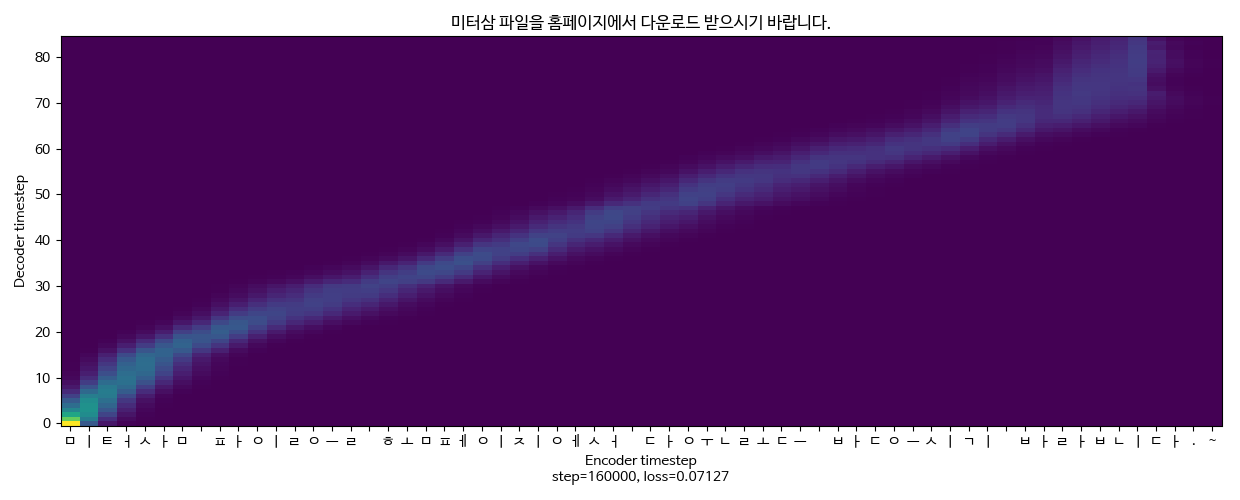 미터삼 파일을 홈페이지에서 다운로드 받으시기 바랍니다.
80
70
60
50
40
30
20
10
0
Decoder timestep
ㅁ ㅣ ㅌ ㅓ ㅅ ㅏ ㅁ ㅍ ㅏ ㅇ ㅣ ㄹ ㅇ ㅡ ㄹ ㅎ ㅗ ㅁ ㅍ ㅔ ㅇ ㅣ ㅈ ㅣ ㅇ ㅔ ㅅ ㅓ ㄷ ㅏ ㅇ ㅜ ㄴ ㄹ ㅗ ㄷ ㅡ ㅂ ㅏ ㄷ ㅇ ㅡ ㅅ ㅣ ㄱ ㅣ ㅂ ㅏ ㄹ ㅏ ㅂ ㄴ ㅣ ㄷ ㅏ . ~
Encoder timestep
step=160000, loss=0.07127